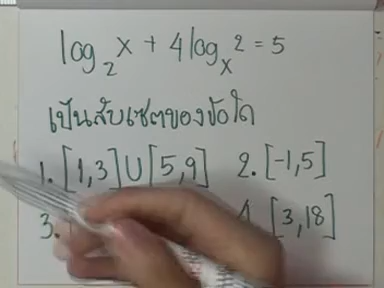 log₂x + 4logₓ2 = 5
เป็นสับเซตของข้อใด
1. [1,3]∪[5,9] 2. [-1,5]
3. [3,18]